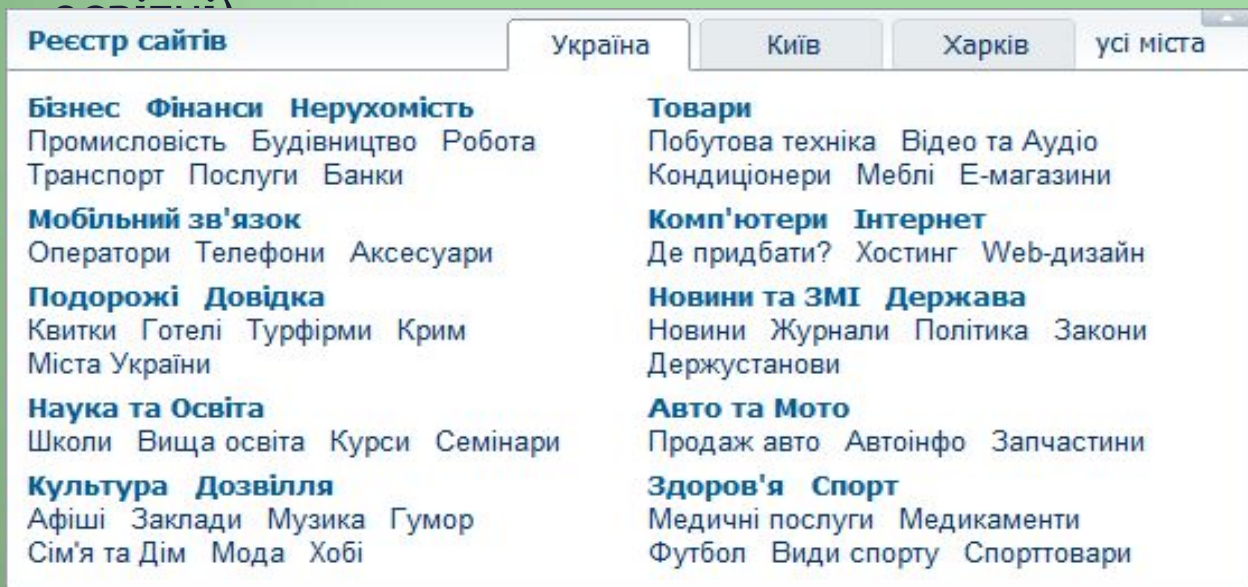 Реєстр сайтів Україна Київ Харків усі міста
Бізнес Фінанси Нерухомість
Промисловість Будівництво Робота
Транспорт Послуги Банки
Мобільний зв'язок
Оператори Телефони Аксесуари
Подорожі Довідка
Квитки Готелі Турфірми Крим
Міста України
Наука та Освіта
Школи Вища освіта Курси Семінари
Культура Дозвілля
Афіші Заклади Музика Гумор
Сім'я та Дім Мода Хобі
Товари
Побутова техніка Відео та Аудіо
Кондиціонери Меблі Е-магазини
Комп'ютери Інтернет
Де придбати? Хостинг Web-дизайн
Новини та ЗМІ Держава
Новини Журнали Політика Закони
Держустанови
Авто та Мото
Продаж авто Автоінфо Запчастини
Здоров'я Спорт
Медичні послуги Медикаменти
Футбол Види спорту Спорттовари